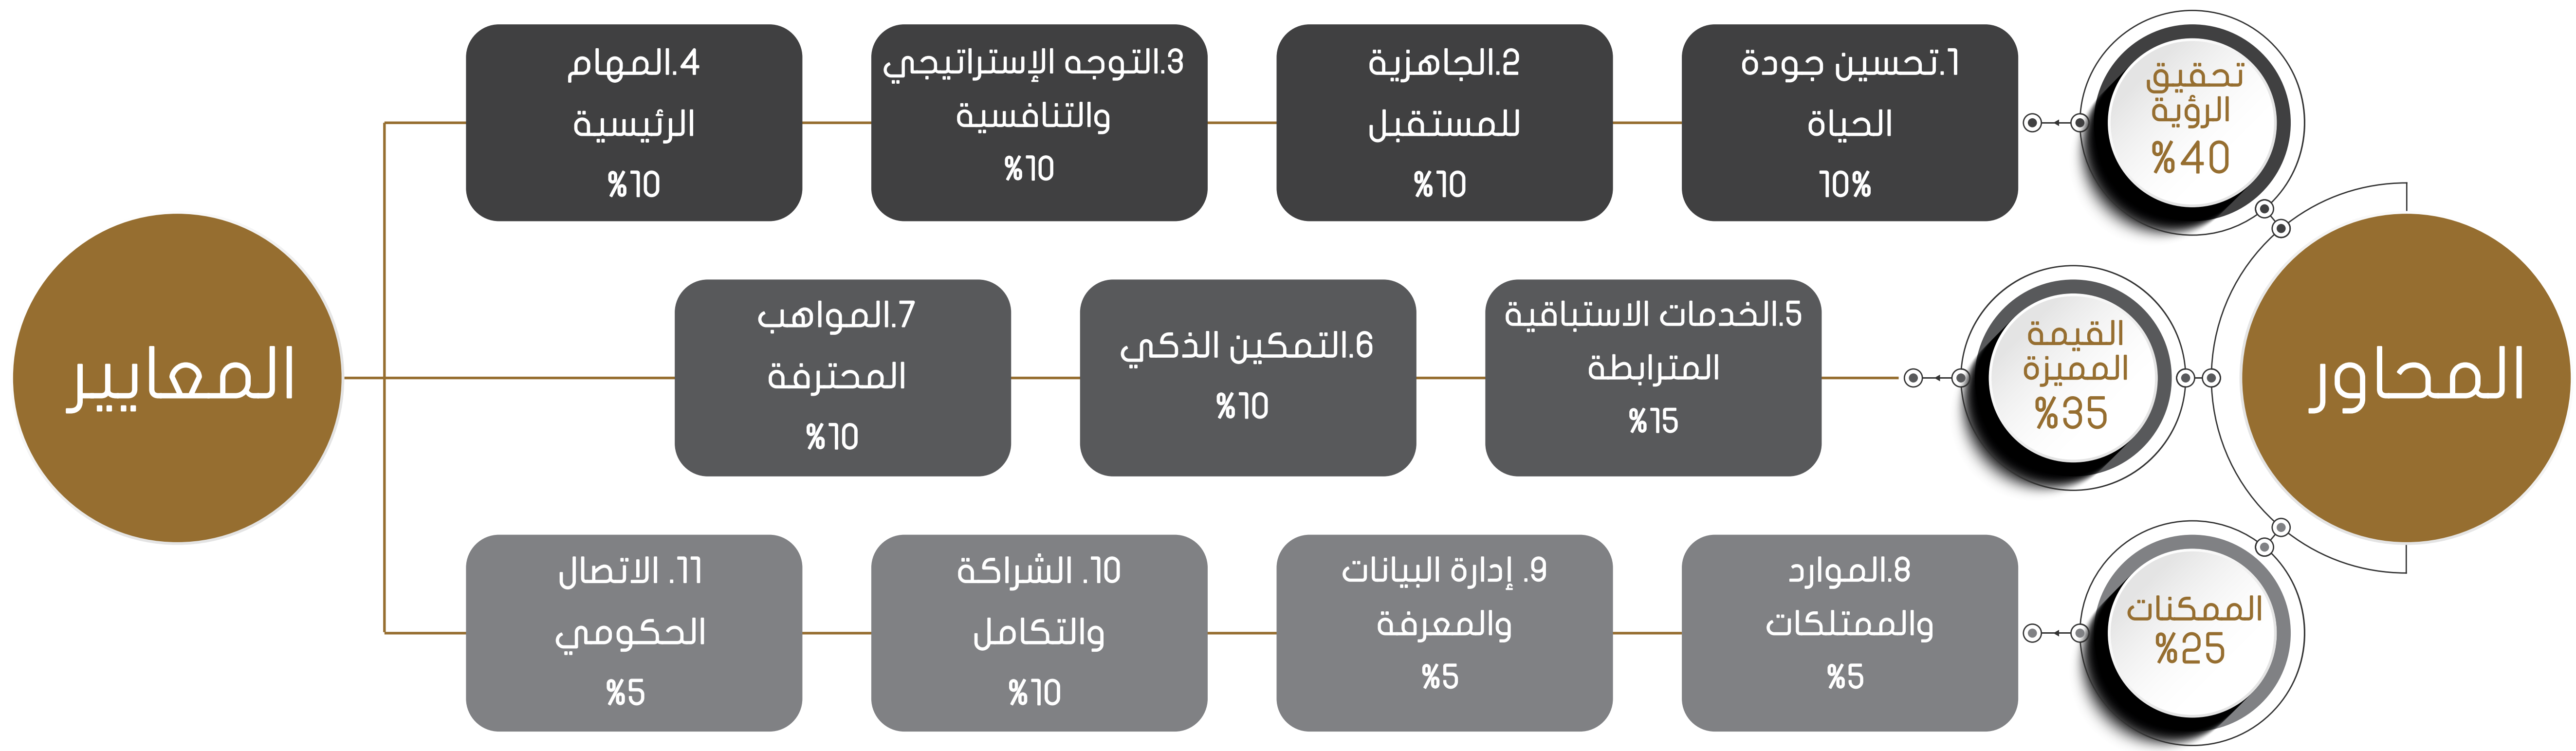 المحاور
تحقيق
الرؤية
%40
1.تحسين جودة
الحياة
10%
2.الجاهزية
للمستقبل
%10
3.التوجه الإستراتيجي
والتنافسية
%10
4.المهام
الرئيسية
%10
القيمة
المميزة
%35
5.الخدمات الاستباقية
المترابطة
%15
6.التمكين الذكي
%10
7.المواهب
المحترفة
%10
الممكنات
%25
8.الموارد
والممتلكات
%5
9. إدارة البيانات
والمعرفة
%5
10. الشراكة
والتكامل
%10
11. الاتصال
الحكومي
%5
المعايير